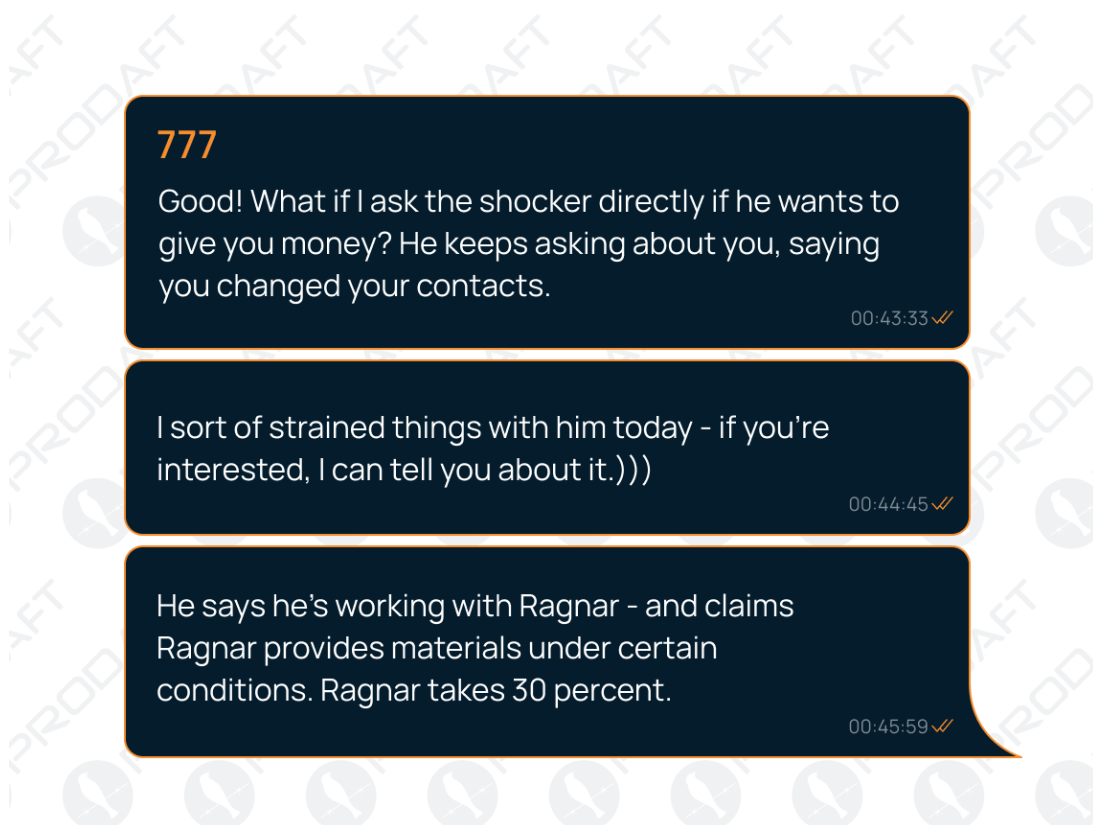 777
Good! What if I ask the shocker directly if he wants to
give you money? He keeps asking about you, saying
you changed your contacts.
00:43:33
I sort of strained things with him today - if you're
interested, I can tell you about it.)))
00:44:45
He says he's working with Ragnar - and claims
Ragnar provides materials under certain
conditions. Ragnar takes 30 percent.
00:45:59
PRODAFT